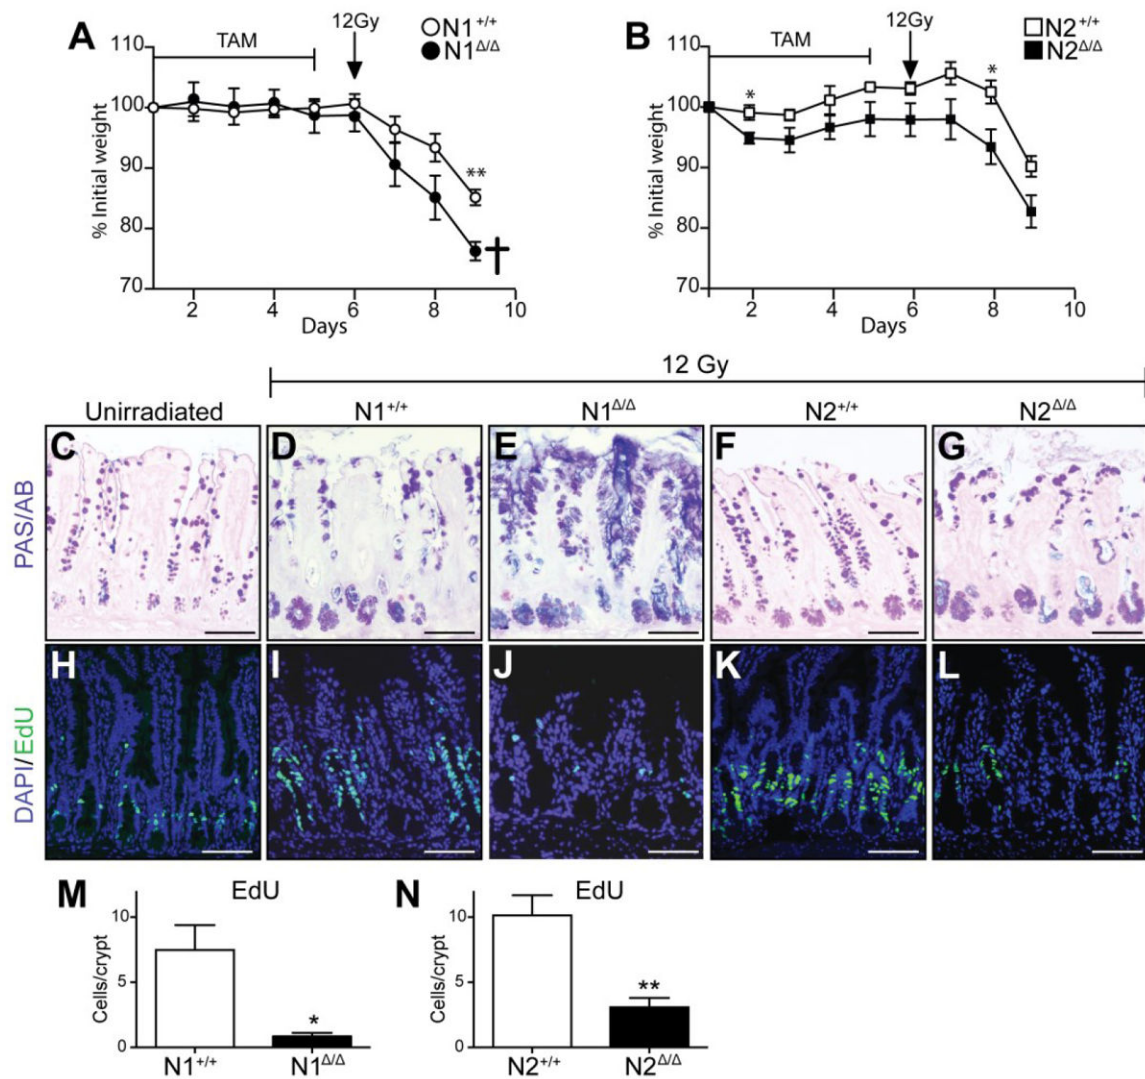 A
TAM
12Gy
○N1+/+
●N1Δ/Δ
110
100
90
80
70
% Initial weight
**
†
2 4 6 8 10
Days
B
TAM
12Gy
□N2+/+
■N2Δ/Δ
110
100
90
80
70
% Initial weight
*
*
0 2 4 6 8 10
Days
12 Gy
Unirradiated N1+/+ N1Δ/Δ N2+/+ N2Δ/Δ
PAS/AB
C D E F G
DAPI/EdU
H I J K L
M
EdU
Cells/crypt
10
5
0
*
N1+/+ N1Δ/Δ
N
EdU
Cells/crypt
10
5
0
**
N2+/+ N2Δ/Δ